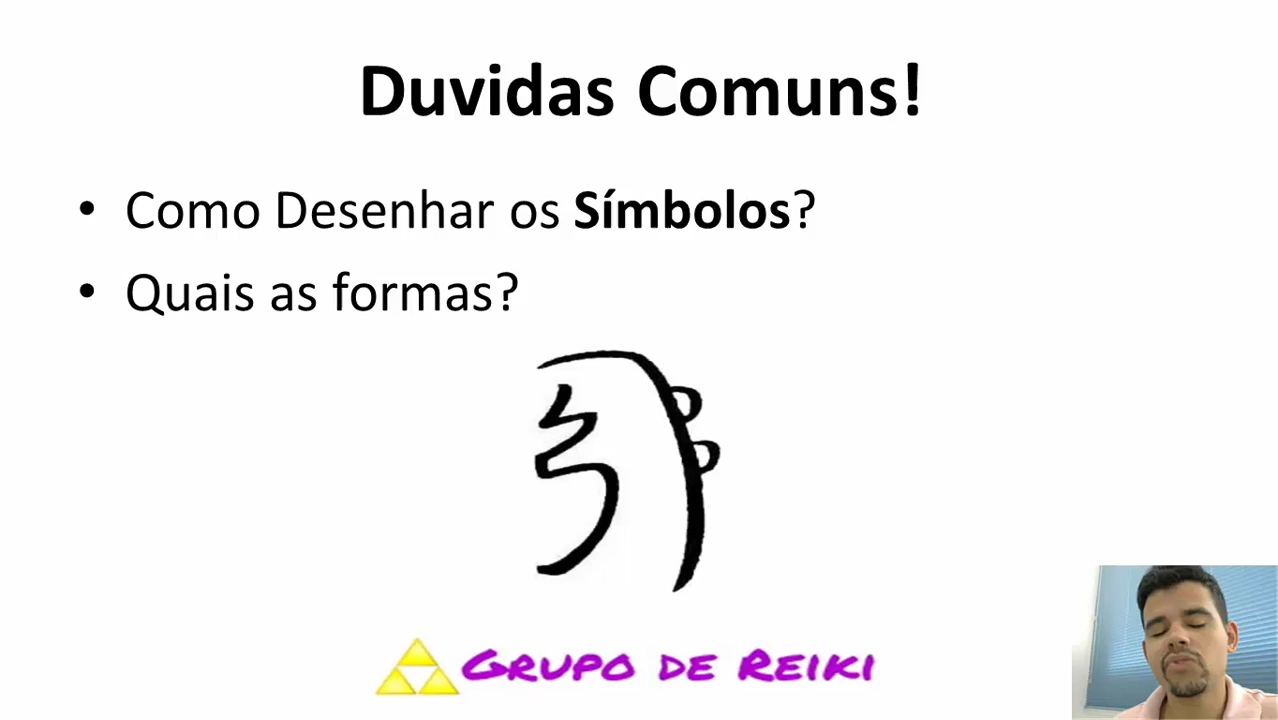 Duvidas Comuns!
• Como Desenhar os Símbolos?
• Quais as formas?
Grupo de Reiki